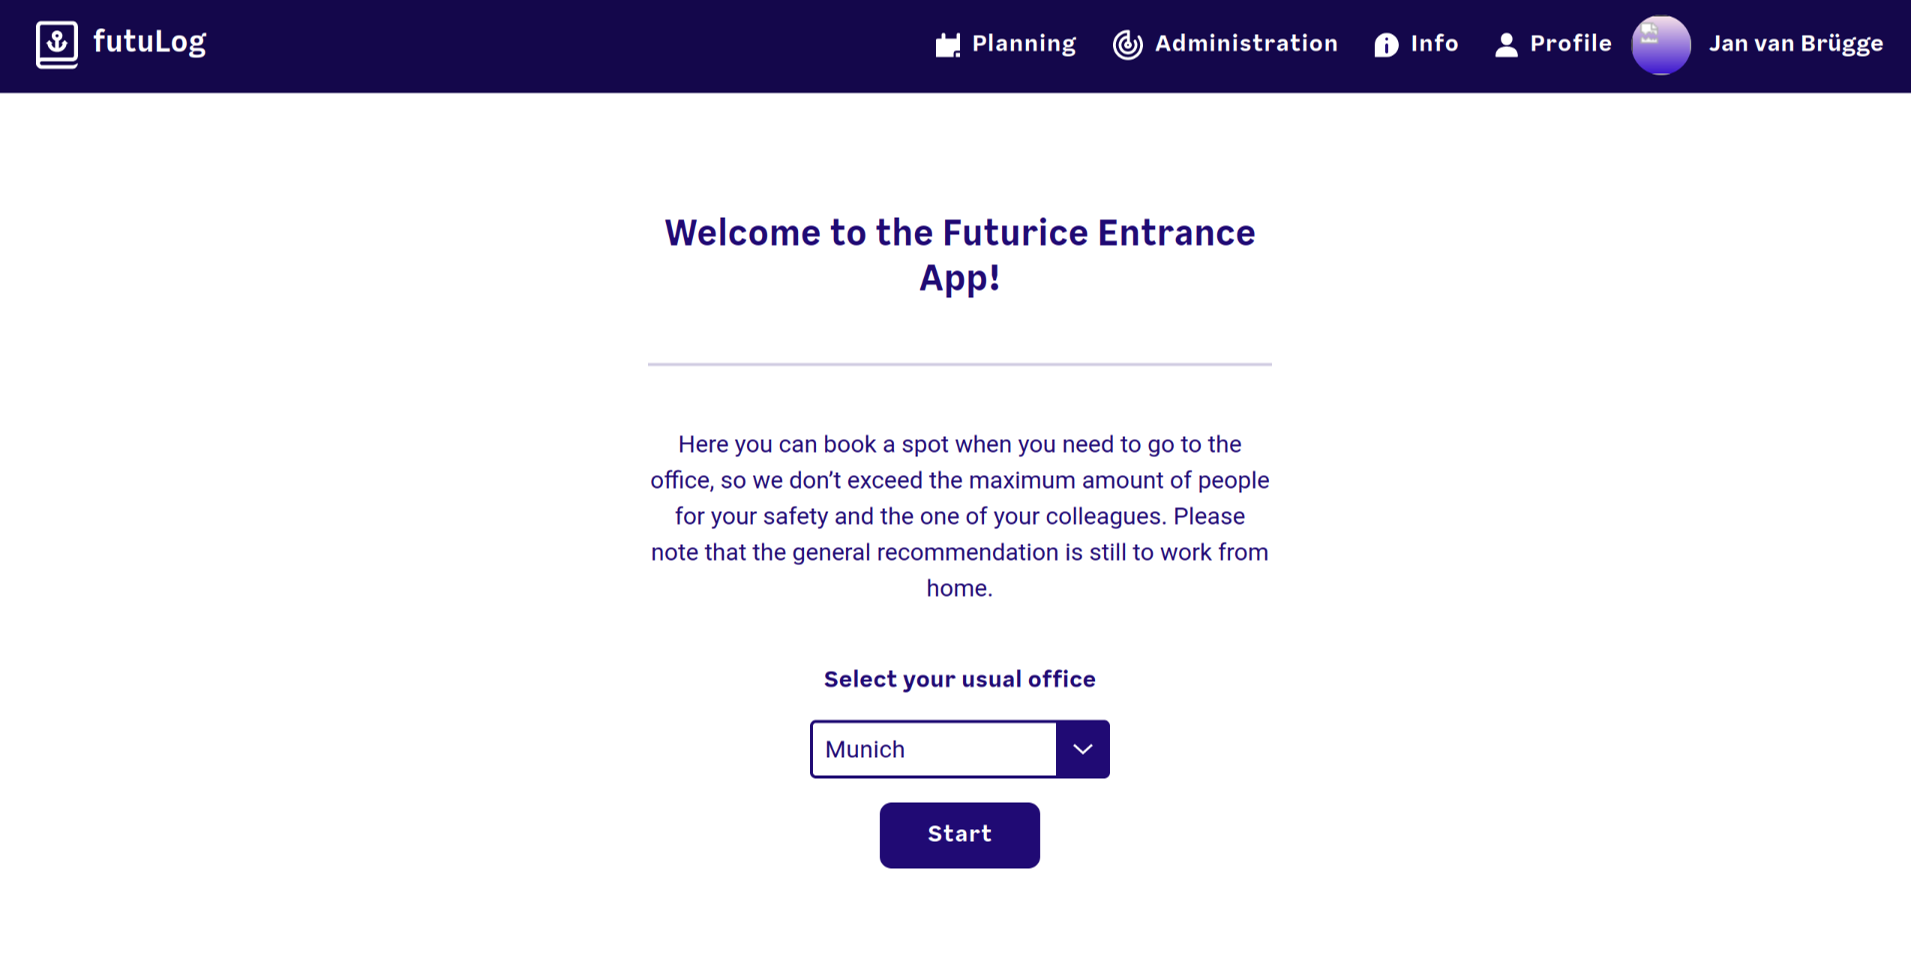 futuLog
Planning
Administration
Info
Profile
Jan van Brügge
Welcome to the Futurice Entrance
App!
Here you can book a spot when you need to go to the
office, so we don’t exceed the maximum amount of people
for your safety and the one of your colleagues. Please
note that the general recommendation is still to work from
home.
Select your usual office
Munich
Start